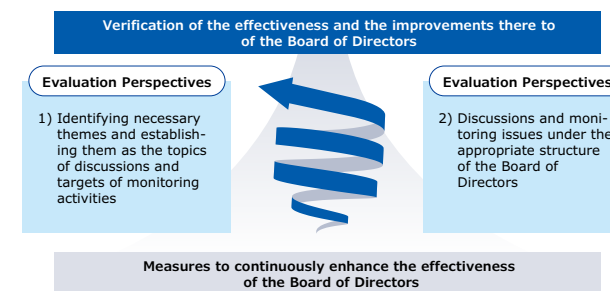 Verification of the effectiveness and the improvements there to
of the Board of Directors
Evaluation Perspectives
1) Identifying necessary
themes and establish-
ing them as the topics
of discussions and
targets of monitoring
activities
Evaluation Perspectives
2) Discussions and moni-
toring issues under the
appropriate structure
of the Board of
Directors
Measures to continuously enhance the effectiveness
of the Board of Directors